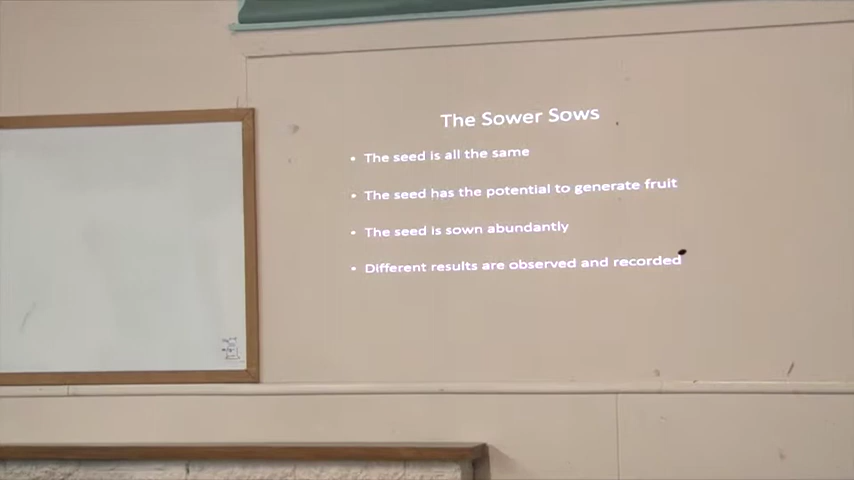 The Sower Sows
• The seed is all the same
• The seed has the potential to generate fruit
• The seed is sown abundantly
• Different results are observed and recorded